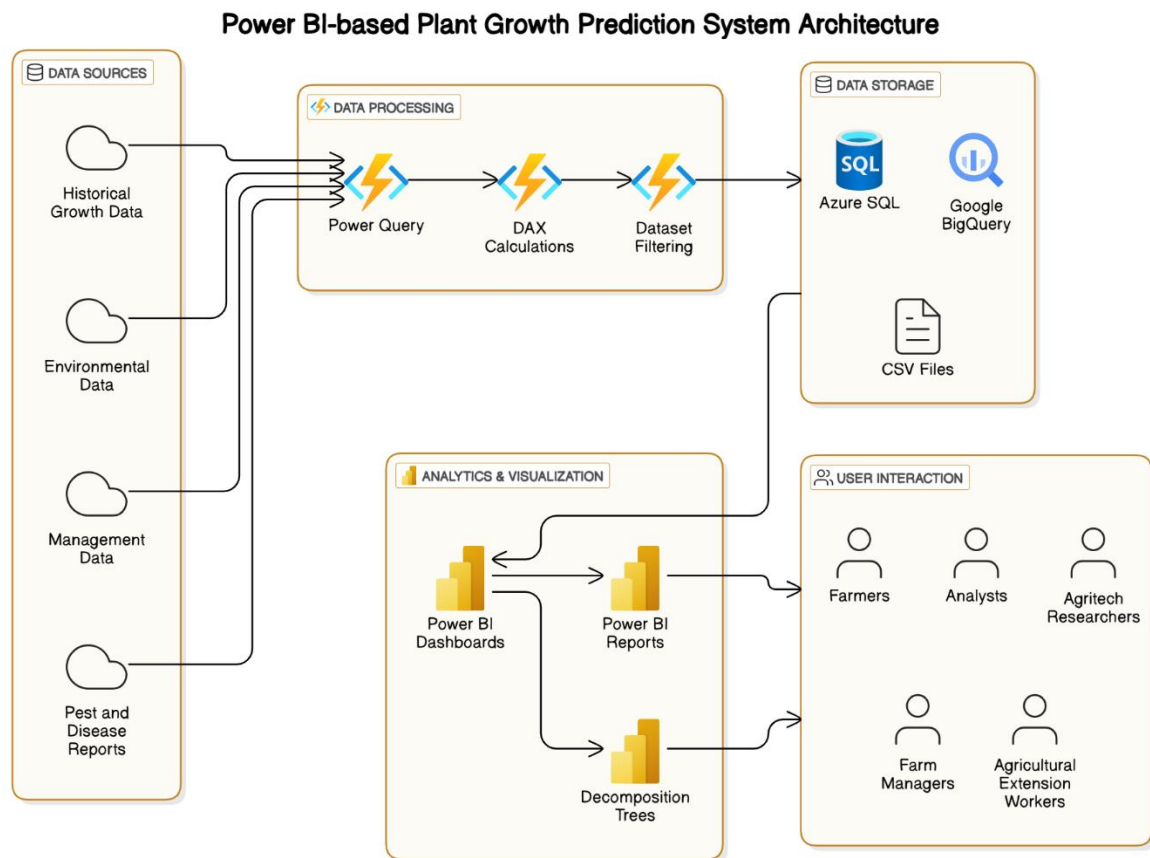 Power BI-based Plant Growth Prediction System Architecture
DATA SOURCES
Historical
Growth Data
Environmental
Data
Management
Data
Pest and
Disease
Reports
DATA PROCESSING
Power Query
DAX
Calculations
Dataset
Filtering
DATA STORAGE
SQL
Azure SQL
Google
BigQuery
CSV Files
ANALYTICS & VISUALIZATION
Power BI
Dashboards
Power BI
Reports
Decomposition
Trees
USER INTERACTION
Farmers
Analysts
Agritech
Researchers
Farm
Managers
Agricultural
Extension
Workers